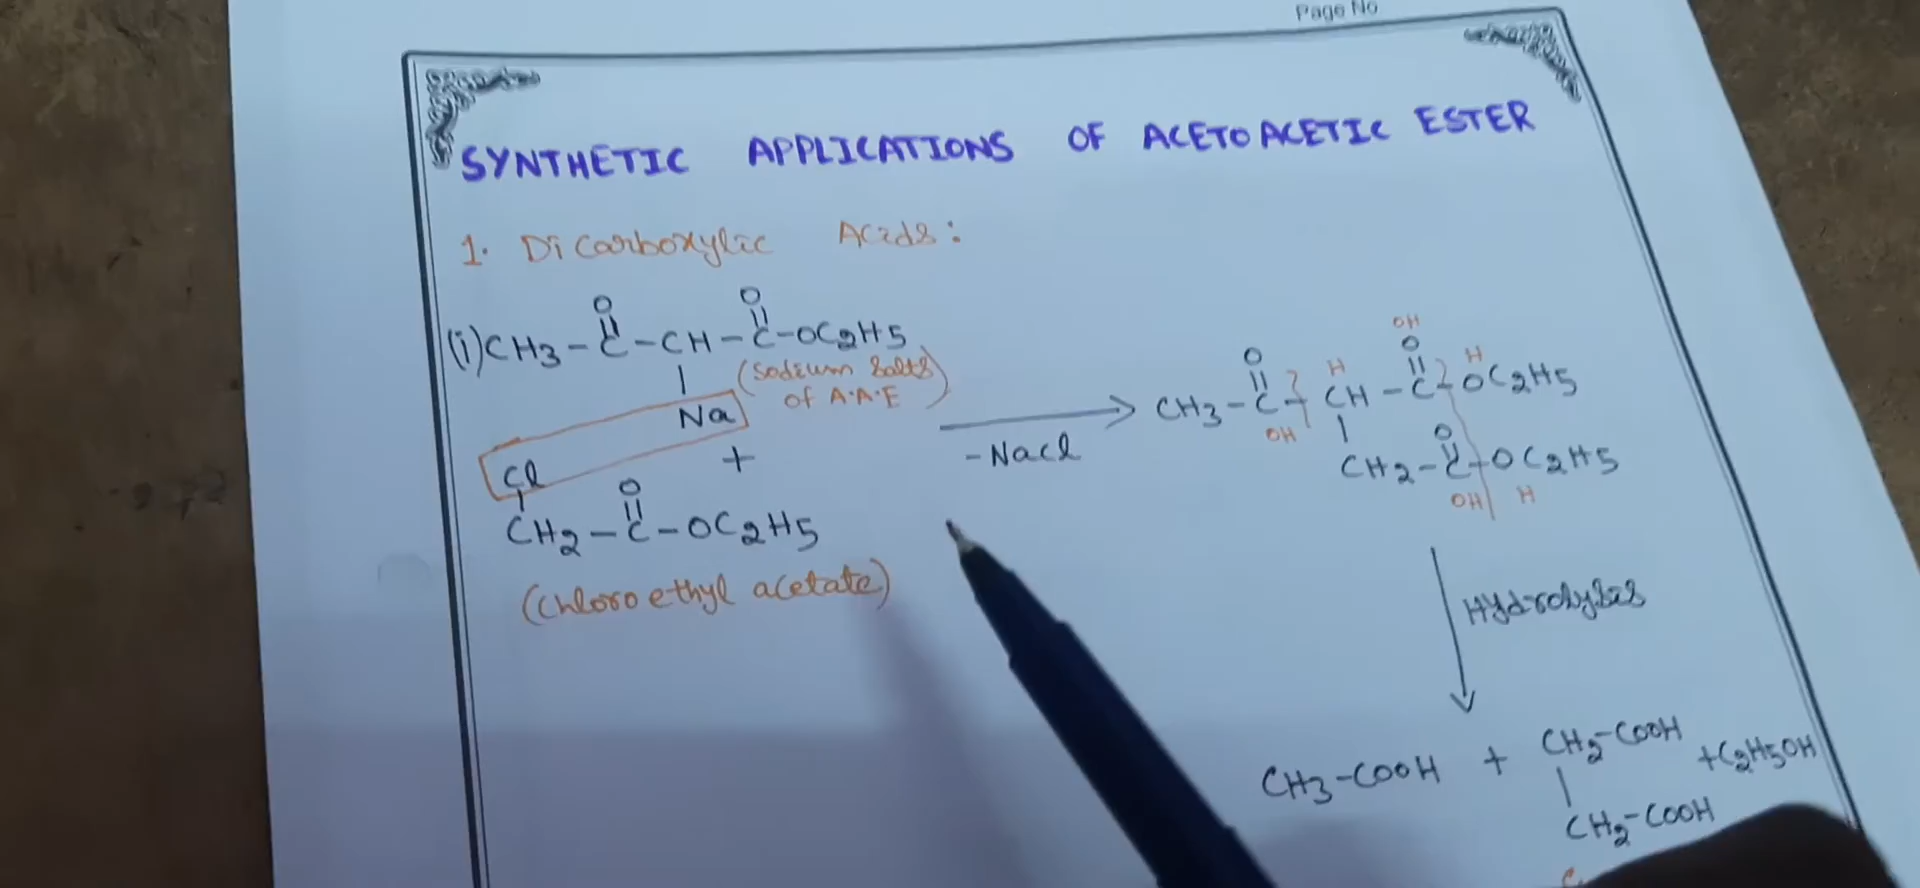 Page No
SYNTHETIC APPLICATIONS OF ACETOACETIC ESTER
1. Dicarboxylic Acids:
O O
(i) CH3-C-CH-C-OC2H5
(Sodium salts
of A.A.E)
Na
+
Cl
O
CH2-C-OC2H5
(Chloroethyl acetate)
-NaCl
OH
O H O H
CH3-C-CH-C-OC2H5
OH
O
CH2-C-OC2H5
OH H
Hydrolysis
CH3-COOH + CH2-COOH +C2H5OH
CH2-COOH